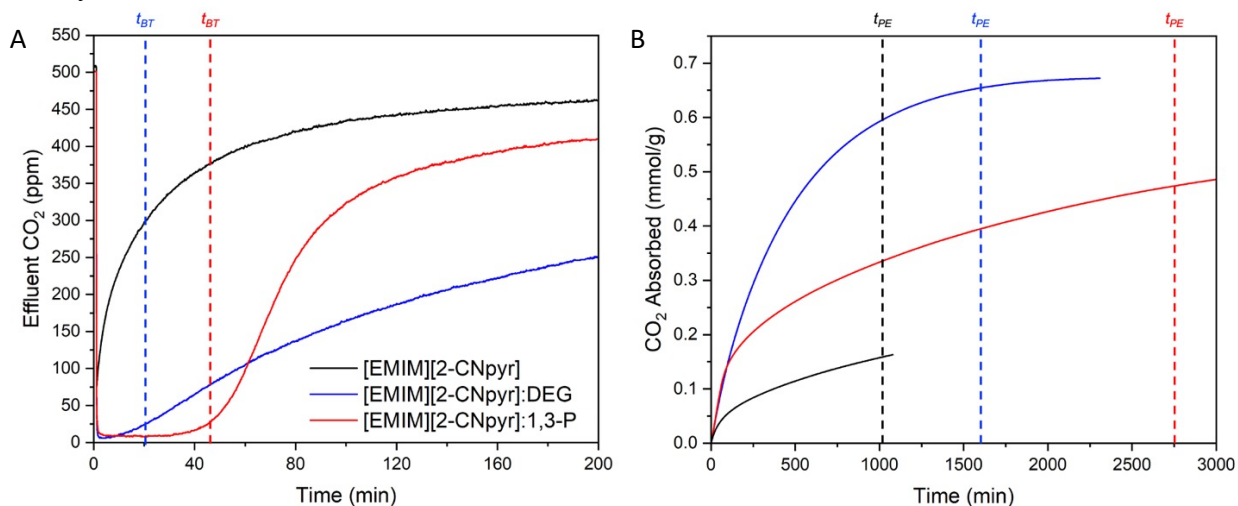 t_BT t_BT
A
Effluent CO₂ (ppm)
550
500
450
400
350
300
250
200
150
100
50
0
[EMIM][2-CNpyr]
[EMIM][2-CNpyr]:DEG
[EMIM][2-CNpyr]:1,3-P
0 40 80 120 160 200
Time (min)
t_PE t_PE t_PE
B
CO₂ Absorbed (mmol/g)
0.7
0.6
0.5
0.4
0.3
0.2
0.1
0.0
0 500 1000 1500 2000 2500 3000
Time (min)